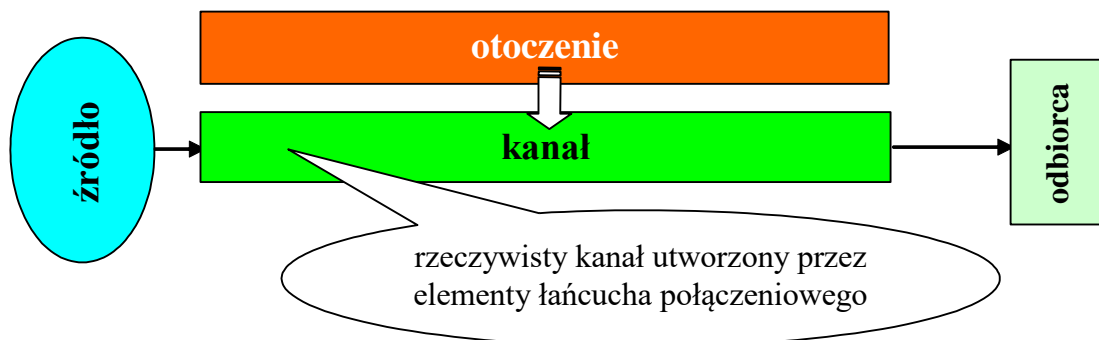 otoczenie
źródło
kanał
odbiorca
rzeczywisty kanał utworzony przez
elementy łańcucha połączeniowego